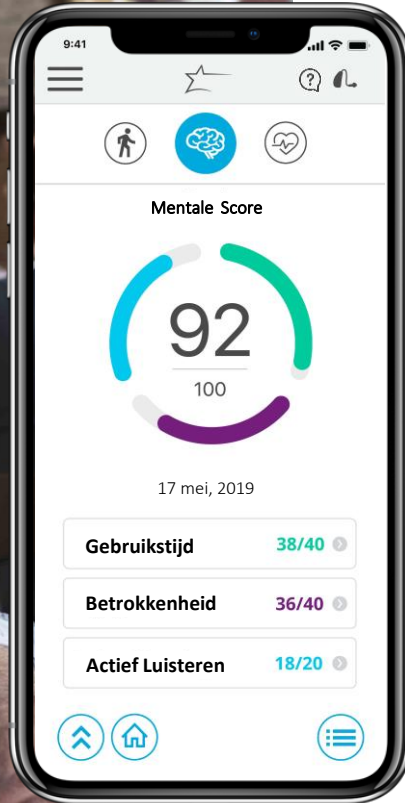 9:41
Mentale Score
92
100
17 mei, 2019
Gebruikstijd 38/40
Betrokkenheid 36/40
Actief Luisteren 18/20